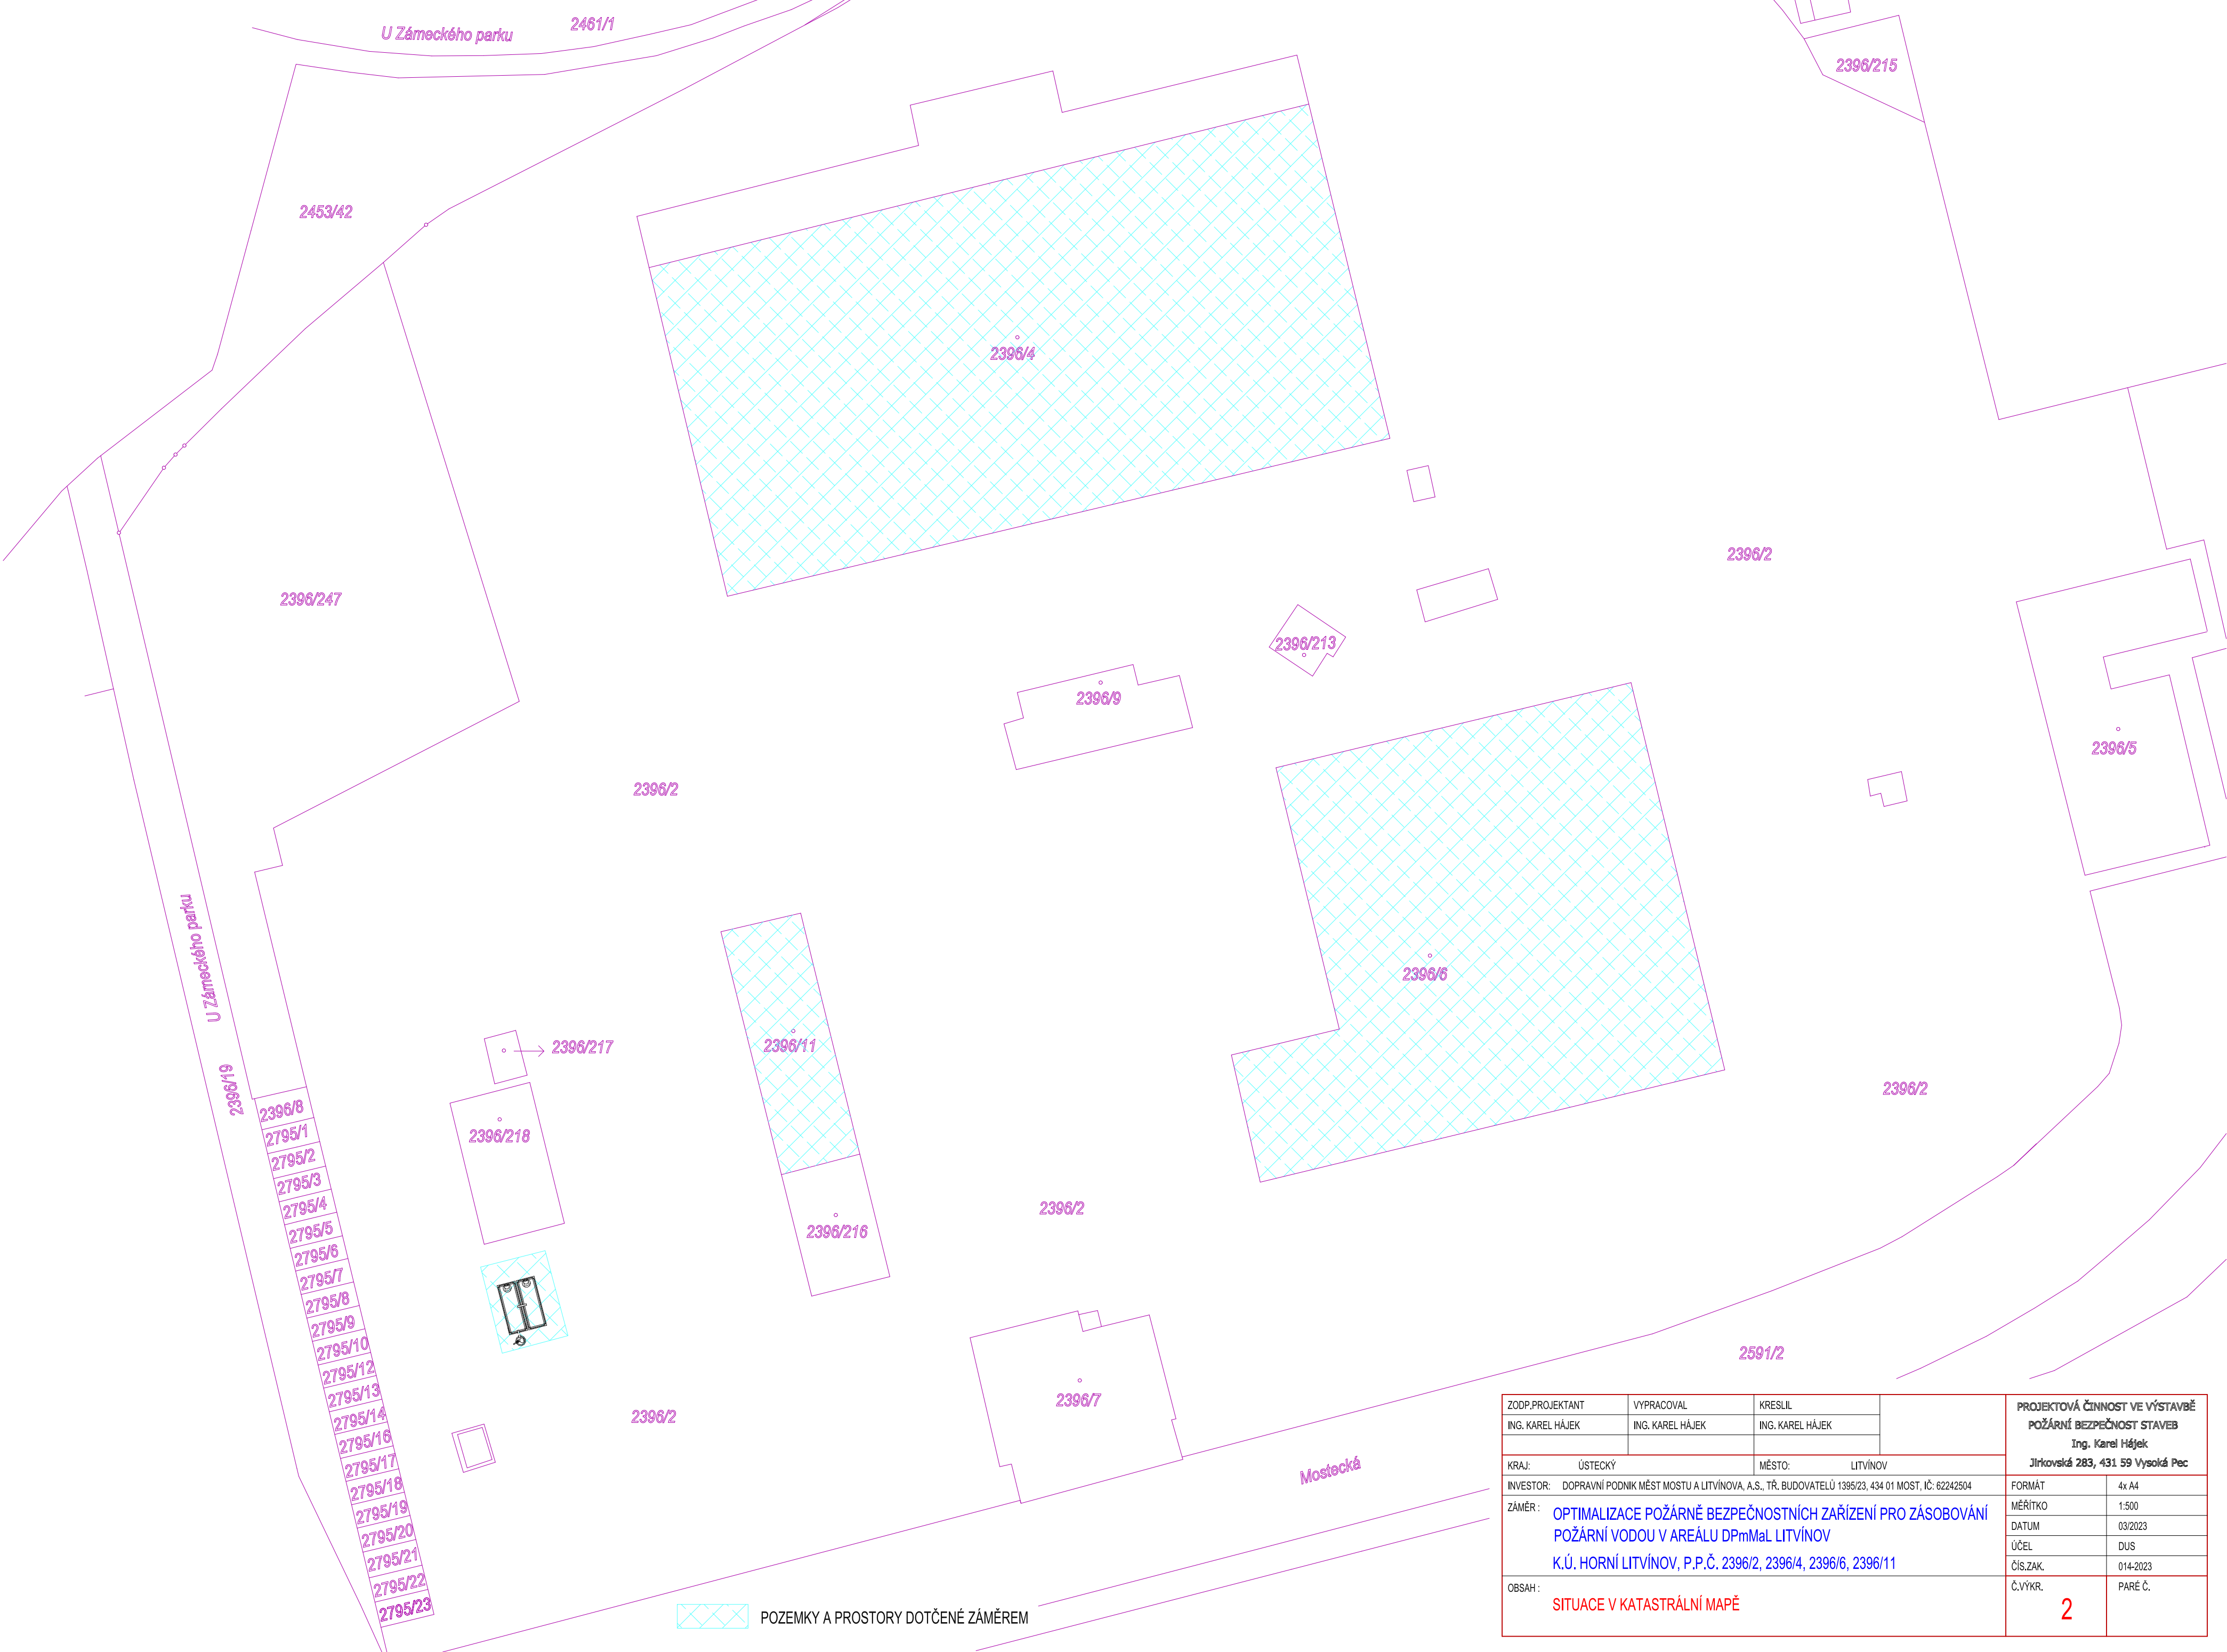 U Zámeckého parku
2461/1
2396/215
2453/42
2396/4
2396/2
2396/247
2396/213
2396/9
2396/5
2396/2
U Zámeckého parku
2396/6
2396/11
2396/217
2396/19
2396/2
2396/8
2795/1
2396/218
2795/2
2795/3
2795/4
2396/2
2795/5
2396/216
2795/6
2795/7
2795/8
2795/9
2795/10
2591/2
2795/12
2795/13
2396/7
2795/14
2396/2
2795/16
2795/17
Mostecká
2795/18
2795/19
2795/20
2795/21
2795/22
2795/23
POZEMKY A PROSTORY DOTČENÉ ZÁMĚREM
ZODP.PROJEKTANT VYPRACOVAL KRESLIL
ING. KAREL HÁJEK ING. KAREL HÁJEK ING. KAREL HÁJEK
PROJEKTOVÁ ČINNOST VE VÝSTAVBĚ
POŽÁRNÍ BEZPEČNOST STAVEB
Ing. Karel Hájek
Jirkovská 283, 431 59 Vysoká Pec
KRAJ: ÚSTECKÝ MĚSTO: LITVÍNOV
INVESTOR: DOPRAVNÍ PODNIK MĚST MOSTU A LITVÍNOVA, A.S., TŘ. BUDOVATELŮ 1395/23, 434 01 MOST, IČ: 62242504
ZÁMĚR : OPTIMALIZACE POŽÁRNĚ BEZPEČNOSTNÍCH ZAŘÍZENÍ PRO ZÁSOBOVÁNÍ
POŽÁRNÍ VODOU V AREÁLU DPmMaL LITVÍNOV
K.Ú. HORNÍ LITVÍNOV, P.P.Č. 2396/2, 2396/4, 2396/6, 2396/11
FORMÁT 4x A4
MĚŘÍTKO 1:500
DATUM 03/2023
ÚČEL DUS
ČÍS.ZAK. 014-2023
OBSAH : SITUACE V KATASTRÁLNÍ MAPĚ
Č.VÝKR. PARÉ Č.
2